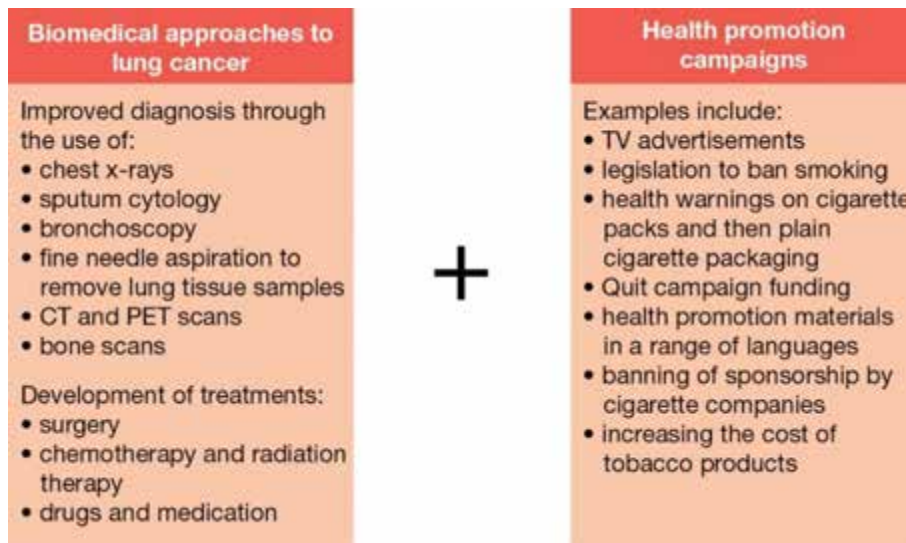 Biomedical approaches to
lung cancer
Improved diagnosis through
the use of:
• chest x-rays
• sputum cytology
• bronchoscopy
• fine needle aspiration to
remove lung tissue samples
• CT and PET scans
• bone scans
Development of treatments:
• surgery
• chemotherapy and radiation
therapy
• drugs and medication
+
Health promotion
campaigns
Examples include:
• TV advertisements
• legislation to ban smoking
• health warnings on cigarette
packs and then plain
cigarette packaging
• Quit campaign funding
• health promotion materials
in a range of languages
• banning of sponsorship by
cigarette companies
• increasing the cost of
tobacco products